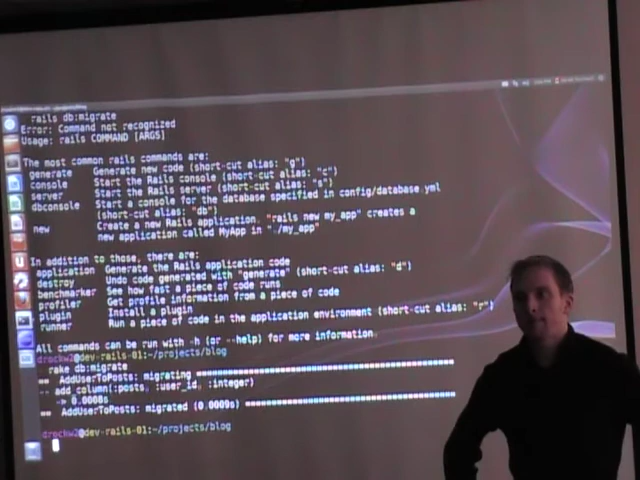 rails db:migrate
Error: Command not recognized
Usage: rails COMMAND [ARGS]
The most common rails commands are:
generate Generate new code (short-cut alias: "g")
console Start the Rails console (short-cut alias: "c")
server Start the Rails server (short-cut alias: "s")
dbconsole Start a console for the database specified in config/database.yml
(short-cut alias: "db")
new Create a new Rails application. "rails new my_app" creates a
new application called MyApp in "./my_app"
In addition to those, there are:
application Generate the Rails application code
destroy Undo code generated with "generate" (short-cut alias: "d")
benchmarker See how fast a piece of code runs
profiler Get profile information from a piece of code
plugin Install a plugin
runner Run a piece of code in the application environment (short-cut alias: "r")
All commands can be run with -h (or --help) for more information.
drockw2@dev-rails-01:~/projects/blog
rake db:migrate
== AddUserToPosts: migrating ====================================
-- add_column(:posts, :user_id, :integer)
-> 0.0008s
== AddUserToPosts: migrated (0.0009s) =============================
drockw2@dev-rails-01:~/projects/blog